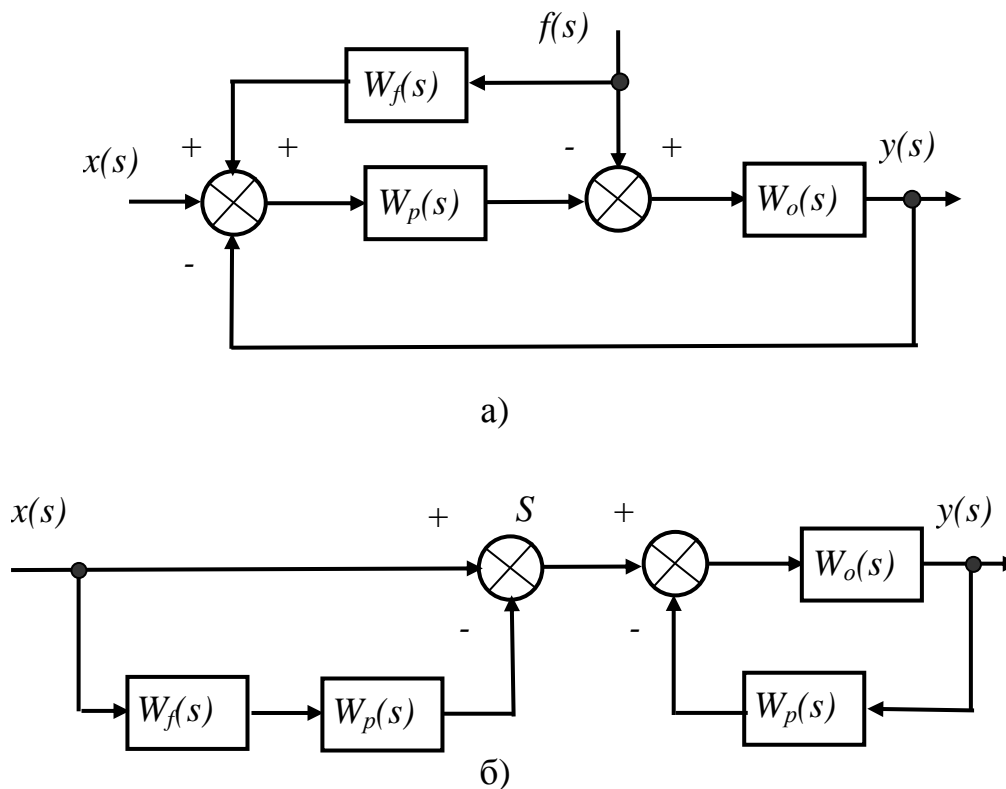 f(s)
W_f(s)
+ + - +
x(s) y(s)
W_p(s) W_o(s)
-
а)
x(s) + S + y(s)
W_o(s)
- -
W_f(s) W_p(s) W_p(s)
б)